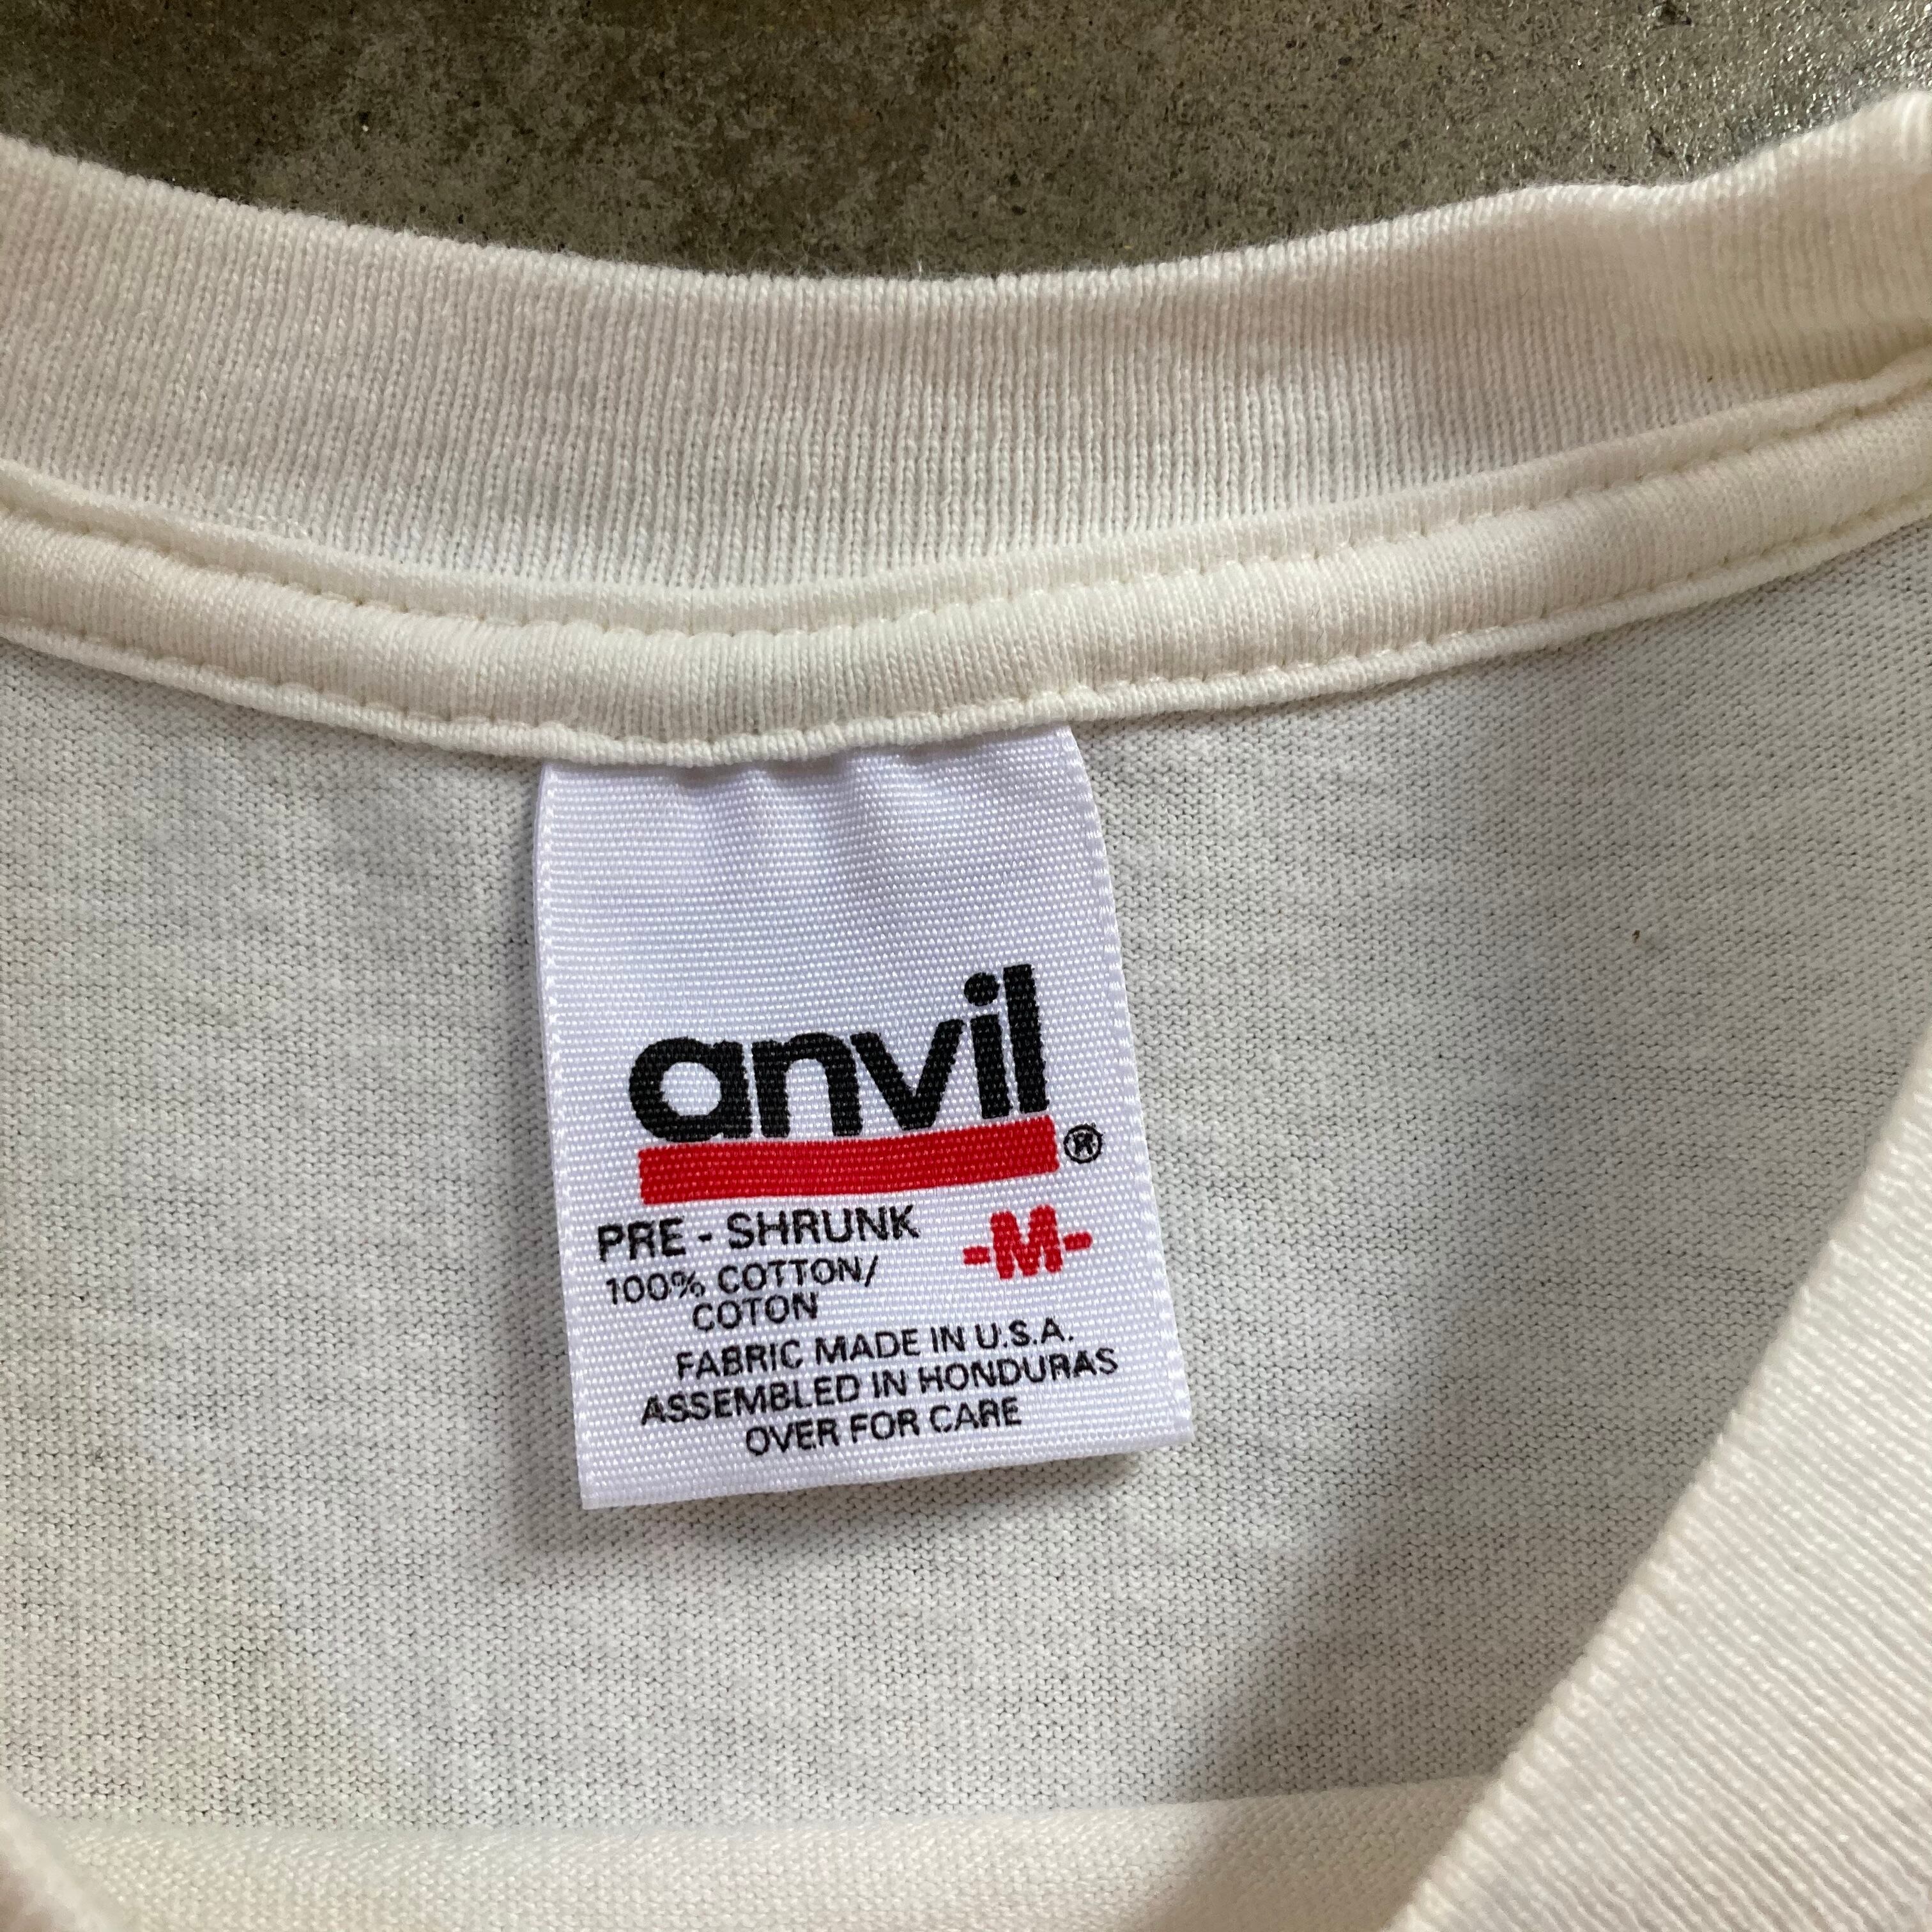 anvil®
PRE - SHRUNK -M-
100% COTTON/
COTON
FABRIC MADE IN U.S.A.
ASSEMBLED IN HONDURAS
OVER FOR CARE